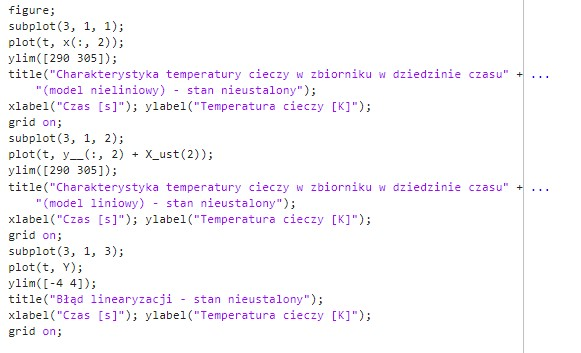 figure;
subplot(3, 1, 1);
plot(t, x(:, 2));
ylim([290 305]);
title("Charakterystyka temperatury cieczy w zbiorniku w dziedzinie czasu" + ...
    "(model nieliniowy) - stan nieustalony");
xlabel("Czas [s]"); ylabel("Temperatura cieczy [K]");
grid on;
subplot(3, 1, 2);
plot(t, y__(:, 2) + X_ust(2));
ylim([290 305]);
title("Charakterystyka temperatury cieczy w zbiorniku w dziedzinie czasu" + ...
    "(model liniowy) - stan nieustalony");
xlabel("Czas [s]"); ylabel("Temperatura cieczy [K]");
grid on;
subplot(3, 1, 3);
plot(t, Y);
ylim([-4 4]);
title("Błąd linearyzacji - stan nieustalony");
xlabel("Czas [s]"); ylabel("Temperatura cieczy [K]");
grid on;